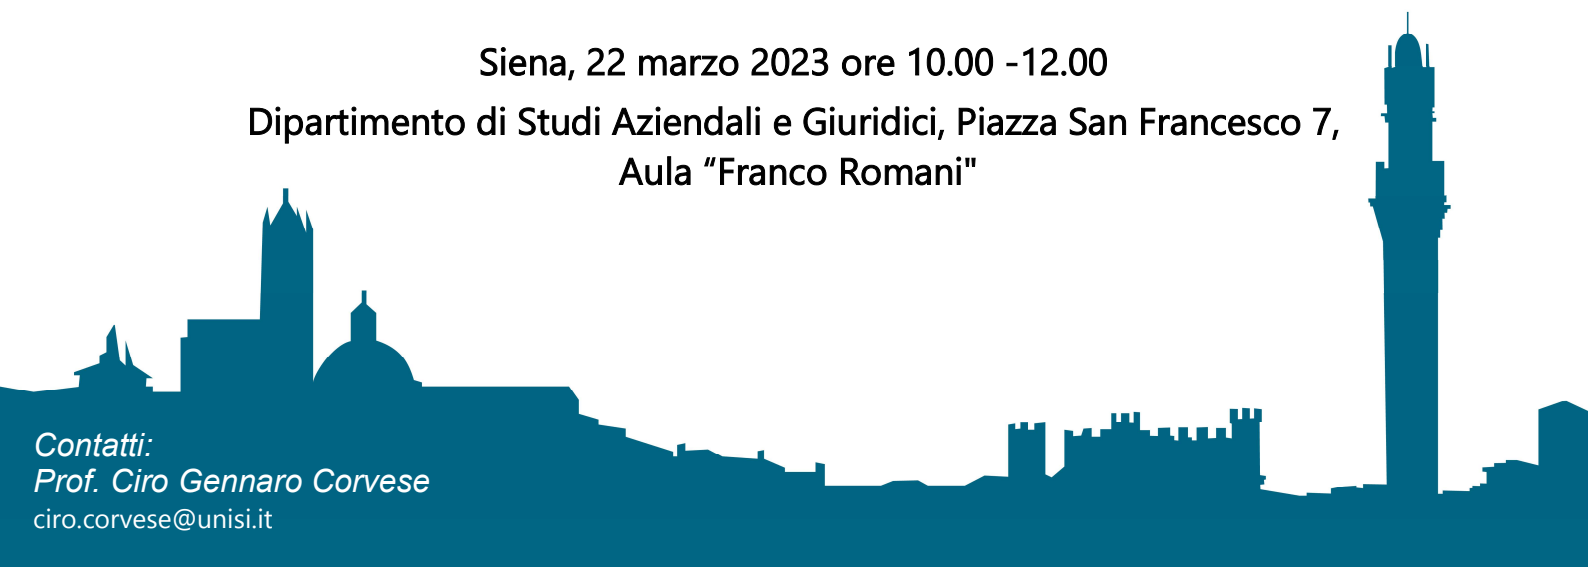 Siena, 22 marzo 2023 ore 10.00 -12.00
Dipartimento di Studi Aziendali e Giuridici, Piazza San Francesco 7,
Aula “Franco Romani"
Contatti:
Prof. Ciro Gennaro Corvese
ciro.corvese@unisi.it